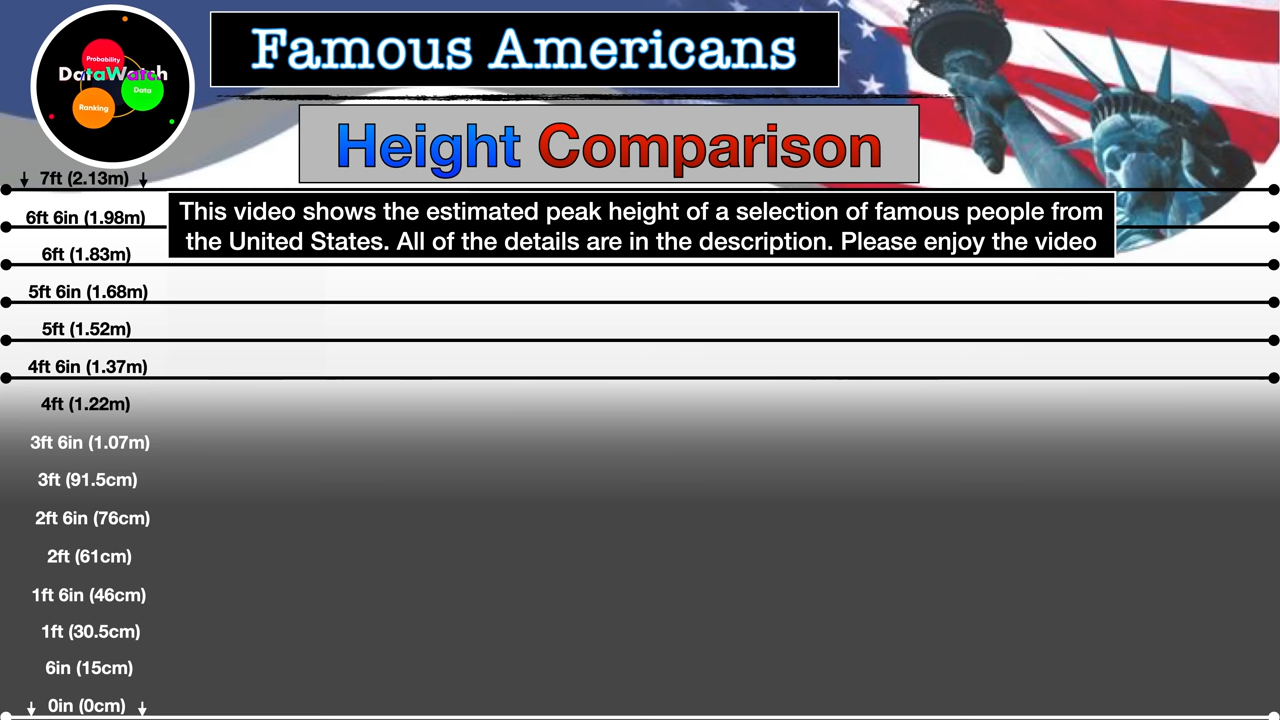 Famous Americans
Probability
DataWatch
Data
Ranking
Height Comparison
7ft (2.13m)
6ft 6in (1.98m)
This video shows the estimated peak height of a selection of famous people from
the United States. All of the details are in the description. Please enjoy the video
6ft (1.83m)
5ft 6in (1.68m)
5ft (1.52m)
4ft 6in (1.37m)
4ft (1.22m)
3ft 6in (1.07m)
3ft (91.5cm)
2ft 6in (76cm)
2ft (61cm)
1ft 6in (46cm)
1ft (30.5cm)
6in (15cm)
0in (0cm)